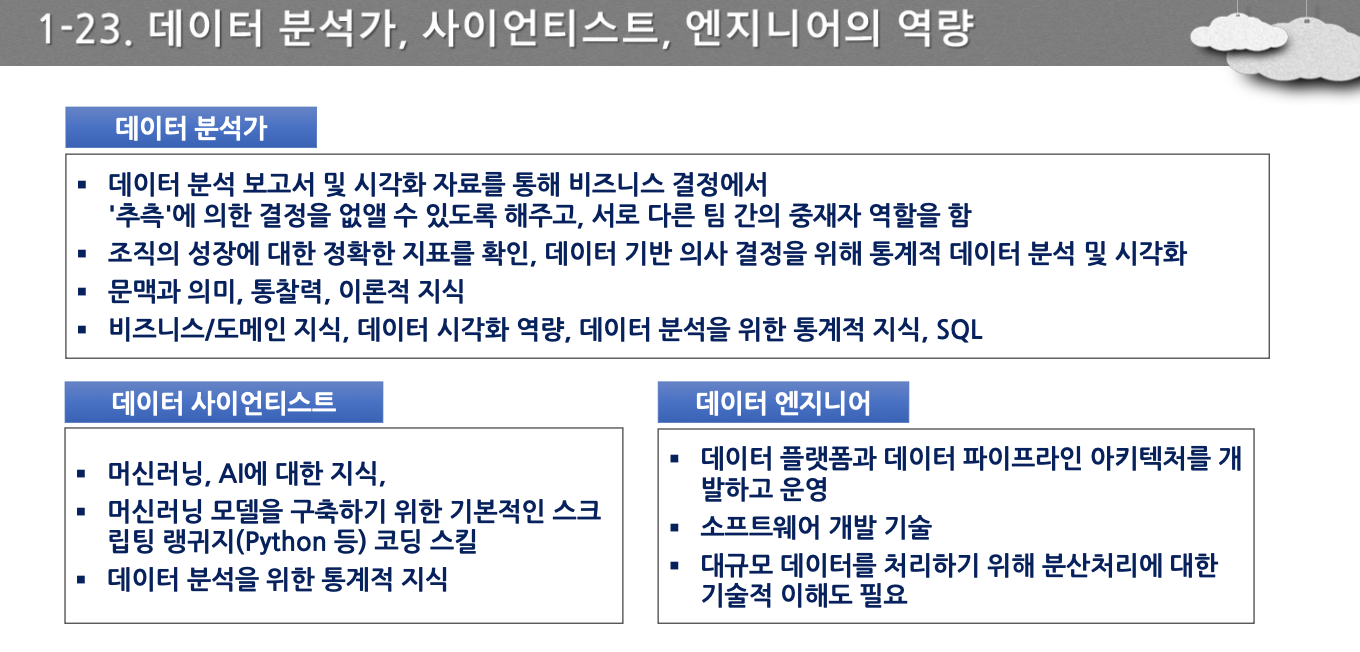 1-23. 데이터 분석가, 사이언티스트, 엔지니어의 역량
데이터 분석가
▪ 데이터 분석 보고서 및 시각화 자료를 통해 비즈니스 결정에서
'추측'에 의한 결정을 없앨 수 있도록 해주고, 서로 다른 팀 간의 중재자 역할을 함
▪ 조직의 성장에 대한 정확한 지표를 확인, 데이터 기반 의사 결정을 위해 통계적 데이터 분석 및 시각화
▪ 문맥과 의미, 통찰력, 이론적 지식
▪ 비즈니스/도메인 지식, 데이터 시각화 역량, 데이터 분석을 위한 통계적 지식, SQL
데이터 사이언티스트
▪ 머신러닝, AI에 대한 지식,
▪ 머신러닝 모델을 구축하기 위한 기본적인 스크
립팅 랭귀지(Python 등) 코딩 스킬
▪ 데이터 분석을 위한 통계적 지식
데이터 엔지니어
▪ 데이터 플랫폼과 데이터 파이프라인 아키텍처를 개
발하고 운영
▪ 소프트웨어 개발 기술
▪ 대규모 데이터를 처리하기 위해 분산처리에 대한
기술적 이해도 필요